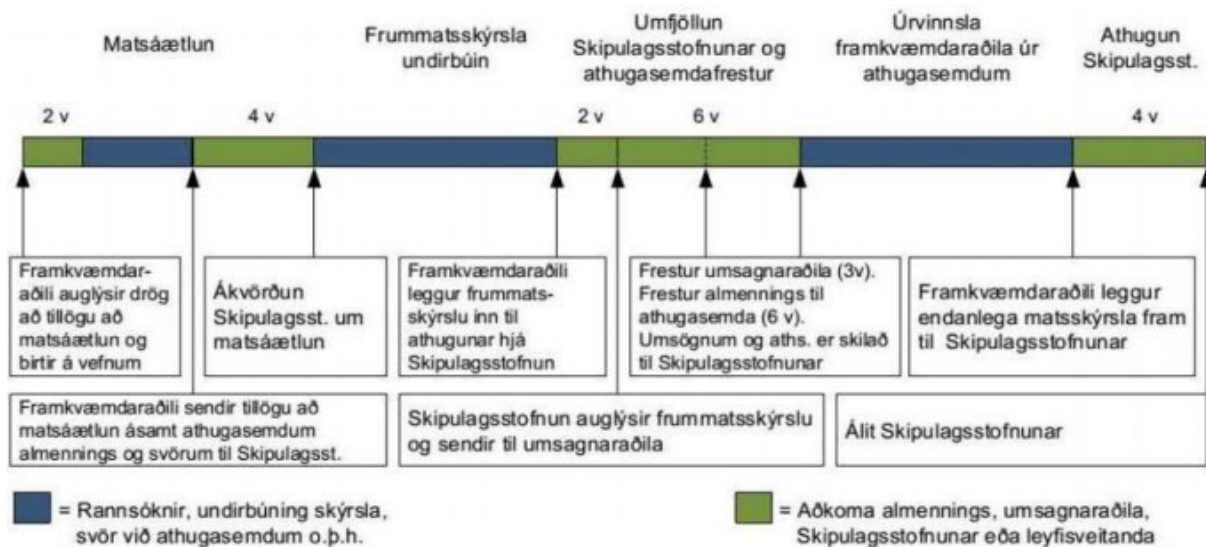 Matsáætlun
Frummatsskýrsla
undirbúin
Umfjöllun
Skipulagsstofnunar og
athugasemdafrestur
Úrvinnsla
framkvæmdaraðila úr
athugasemdum
Athugun
Skipulagsst.
2 v
4 v
2 v
6 v
4 v
Framkvæmdar-
aðili auglýsir drög
að tillögu að
matsáætlun og
birtir á vefnum
Ákvörðun
Skipulagsst. um
matsáætlun
Framkvæmdaraðili
leggur frummats-
skýrslu inn til
athugunar hjá
Skipulagsstofnun
Frestur umsagnaraðila (3v).
Frestur almennings til
athugasemda (6 v).
Umsögnum og aths. er skilað
til Skipulagsstofnunar
Framkvæmdaraðili leggur
endanlega matsskýrsla fram
til Skipulagsstofnunar
Framkvæmdaraðili sendir tillögu að
matsáætlun ásamt athugasemdum
almennings og svörum til Skipulagsst.
Skipulagsstofnun auglýsir frummatsskýrslu
og sendir til umsagnaraðila
Álit Skipulagsstofnunar
= Rannsóknir, undirbúning skýrsla,
svör við athugasemdum o.þ.h.
= Aðkoma almennings, umsagnaraðila,
Skipulagsstofnunar eða leyfisveitanda